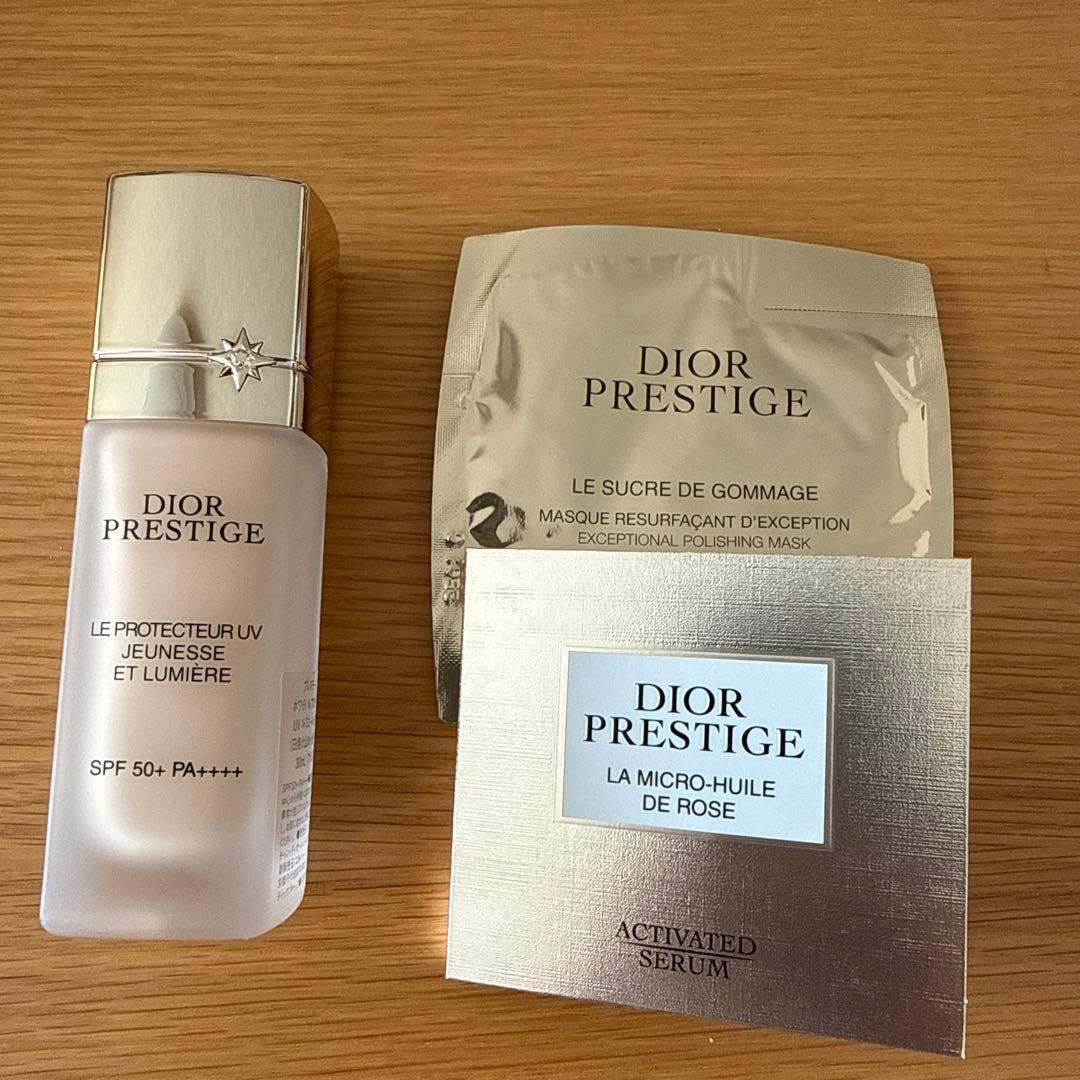 DIOR
PRESTIGE
LE PROTECTEUR UV
JEUNESSE
ET LUMIÈRE
SPF 50+ PA++++
DIOR
PRESTIGE
LE SUCRE DE GOMMAGE
MASQUE RESURFAÇANT D'EXCEPTION
EXCEPTIONAL POLISHING MASK
DIOR
PRESTIGE
LA MICRO-HUILE
DE ROSE
ACTIVATED
SERUM